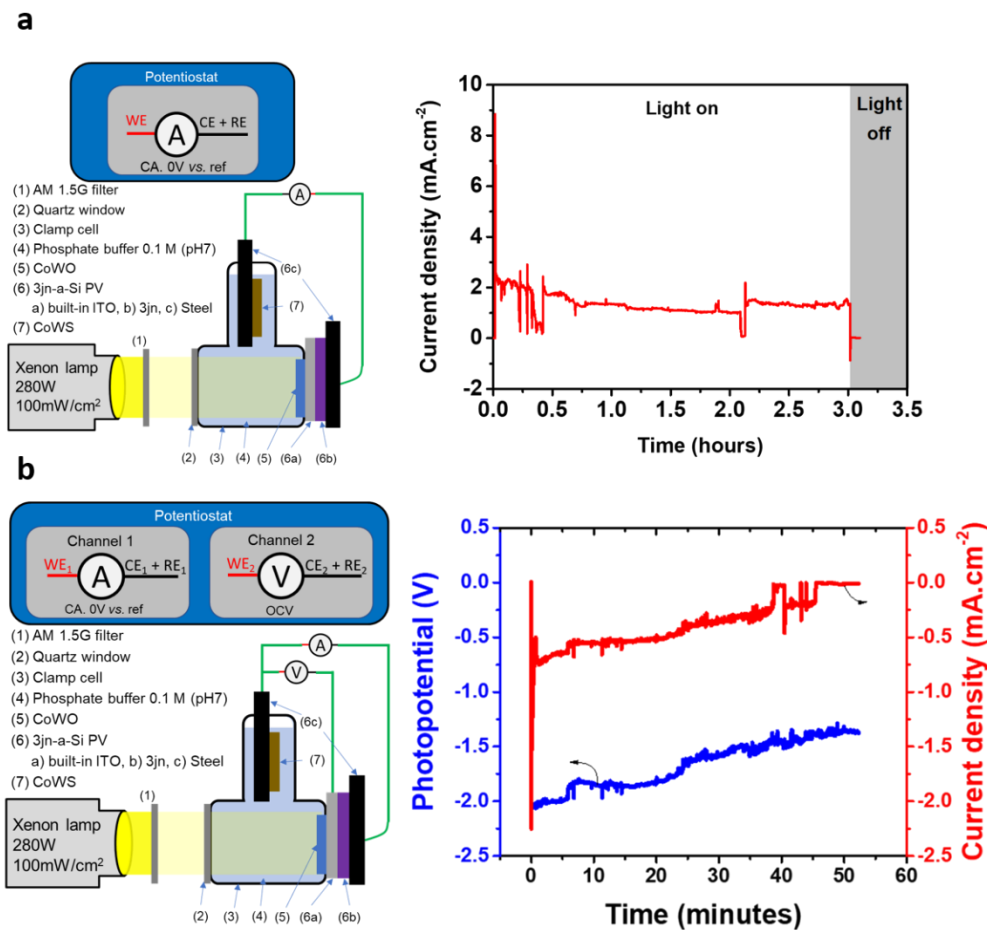 a
Potentiostat
WE A CE + RE
CA. 0V vs. ref
(1) AM 1.5G filter
(2) Quartz window
(3) Clamp cell
(4) Phosphate buffer 0.1 M (pH7)
(5) CoWO
(6) 3jn-a-Si PV
a) built-in ITO, b) 3jn, c) Steel
(7) CoWS
A
(6c)
(7)
(1)
Xenon lamp
280W
100mW/cm²
(2) (3) (4) (5) (6a) (6b)
Light on
Light
off
Current density (mA.cm⁻²)
10
8
6
4
2
0
-2
0.0 0.5 1.0 1.5 2.0 2.5 3.0 3.5
Time (hours)
b
Potentiostat
Channel 1
WE₁ A CE₁ + RE₁
CA. 0V vs. ref
Channel 2
WE₂ V CE₂ + RE₂
OCV
(1) AM 1.5G filter
(2) Quartz window
(3) Clamp cell
(4) Phosphate buffer 0.1 M (pH7)
(5) CoWO
(6) 3jn-a-Si PV
a) built-in ITO, b) 3jn, c) Steel
(7) CoWS
A
V
(6c)
(7)
(1)
Xenon lamp
280W
100mW/cm²
(2) (3) (4) (5) (6a) (6b)
Photopotential (V)
0.5
0.0
-0.5
-1.0
-1.5
-2.0
-2.5
Current density (mA.cm⁻²)
0.5
0.0
-0.5
-1.0
-1.5
-2.0
-2.5
0 10 20 30 40 50 60
Time (minutes)